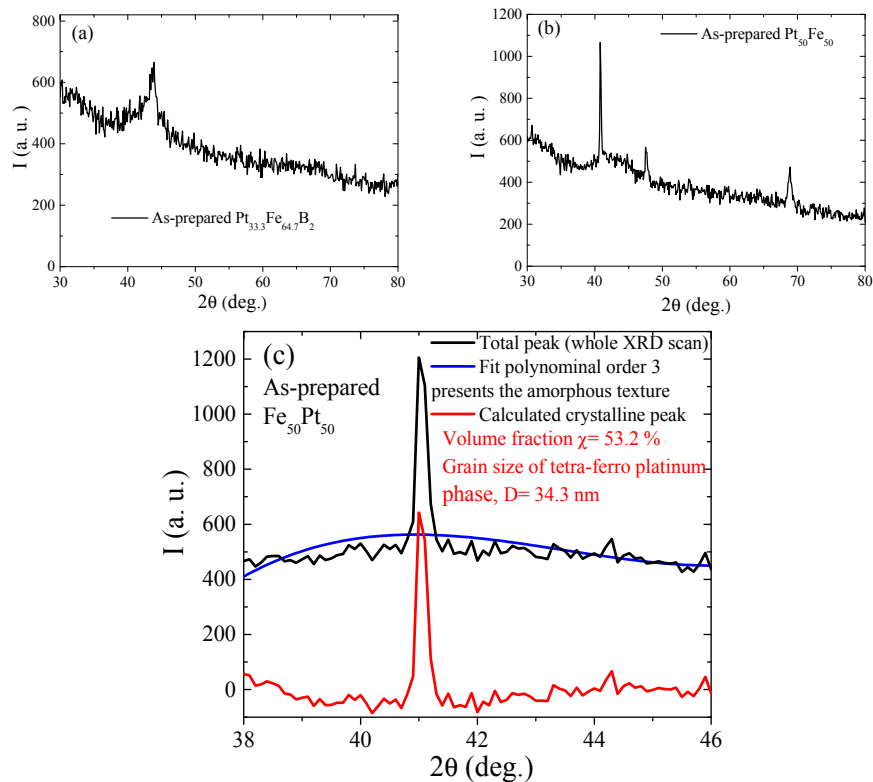 (a)
800
600
400
200
0
I (a. u. )
As-prepared Pt33.3Fe64.7B2
30 40 50 60 70 80
2θ (deg.)
(b)
As-prepared Pt50Fe50
1200
1000
800
600
400
200
0
I (a. u. )
30 40 50 60 70 80
2θ (deg.)
(c)
As-prepared
Fe50Pt50
Total peak (whole XRD scan)
Fit polynominal order 3
presents the amorphous texture
Calculated crystalline peak
Volume fraction χ= 53.2 %
Grain size of tetra-ferro platinum
phase, D= 34.3 nm
1200
1000
800
600
400
200
0
I (a. u. )
38 40 42 44 46
2θ (deg.)